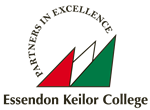 PARTNERS IN EXCELLENCE
Essendon Keilor College